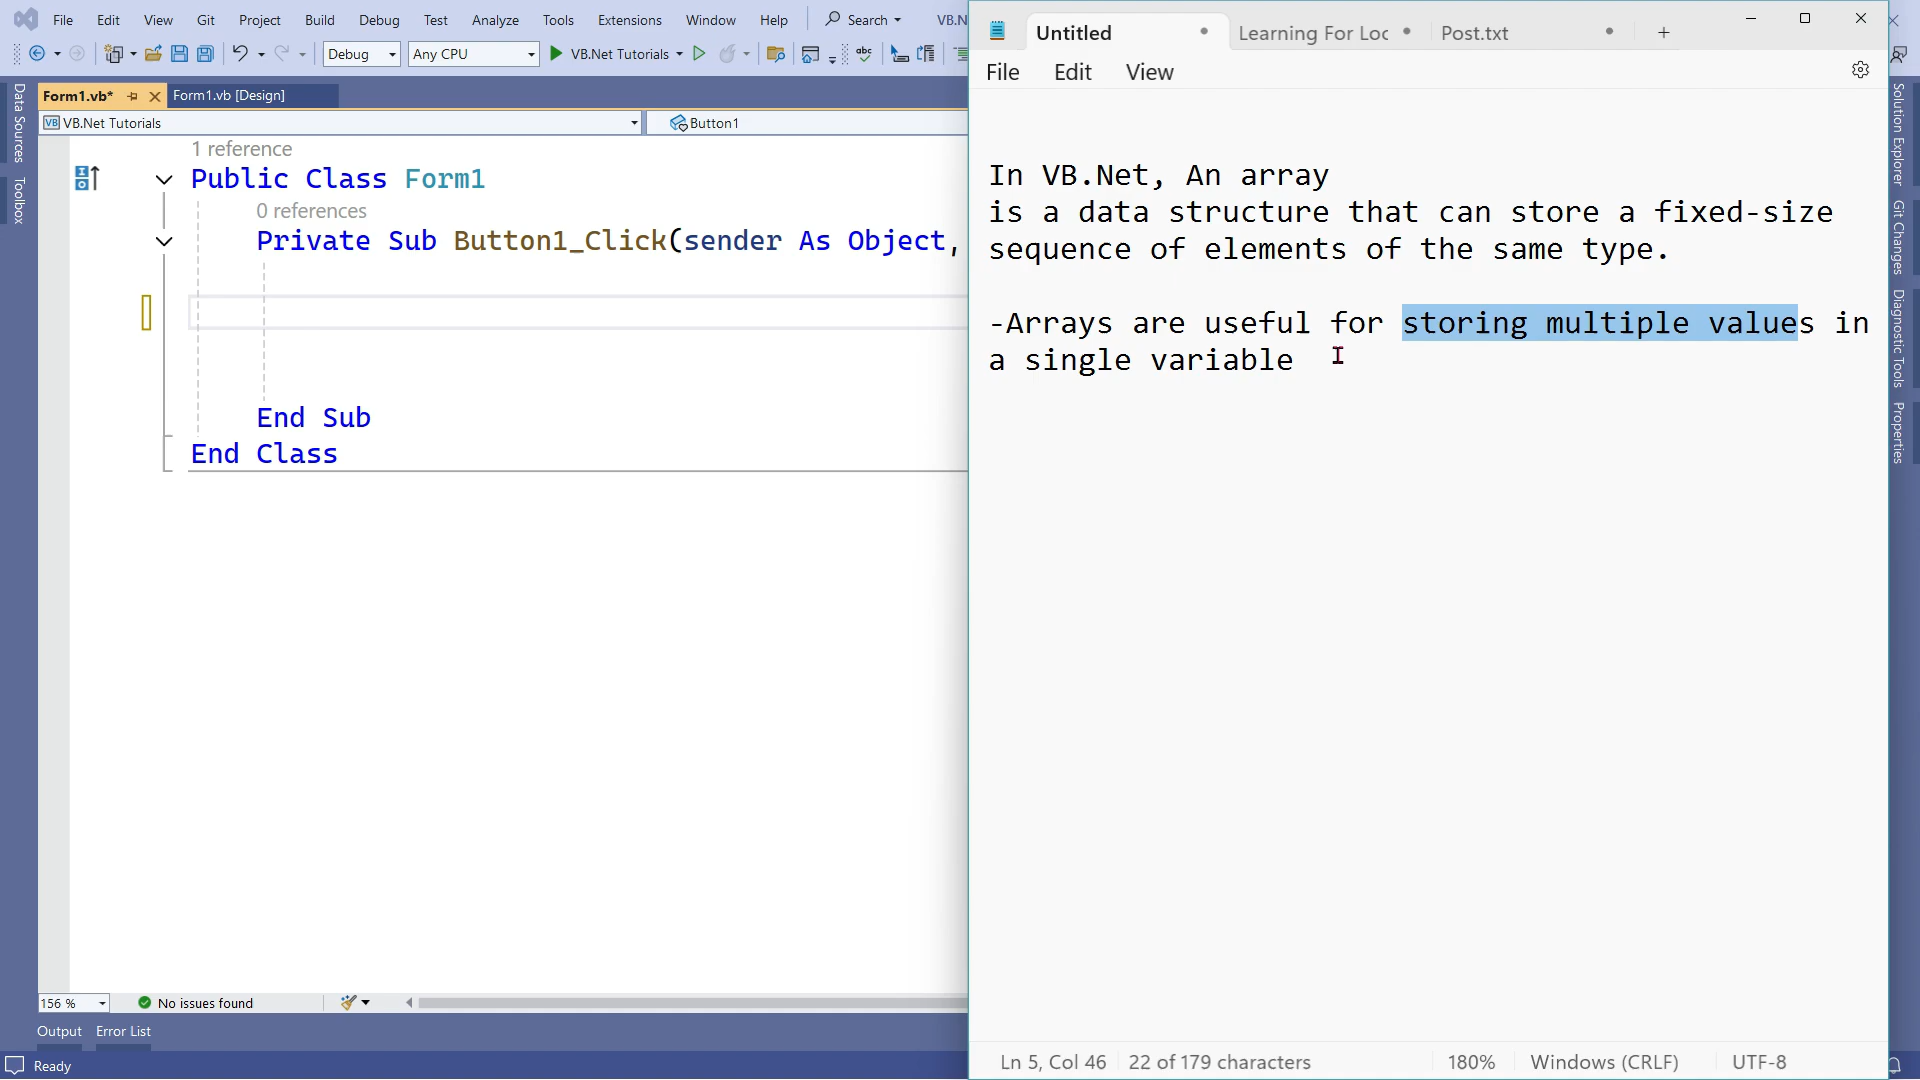 File Edit View Git Project Build Debug Test Analyze Tools Extensions Window Help Search VB.N
Debug Any CPU VB.Net Tutorials
Form1.vb* Form1.vb [Design]
VB VB.Net Tutorials Button1
1 reference
Public Class Form1
0 references
Private Sub Button1_Click(sender As Object,
End Sub
End Class
156 % No issues found
Output Error List
Ready
Data Sources
Toolbox
Untitled Learning For Loc Post.txt
File Edit View
In VB.Net, An array
is a data structure that can store a fixed-size
sequence of elements of the same type.
-Arrays are useful for storing multiple values in
a single variable
Ln 5, Col 46 22 of 179 characters 180% Windows (CRLF) UTF-8
Solution Explorer
Git Changes
Diagnostic Tools
Properties